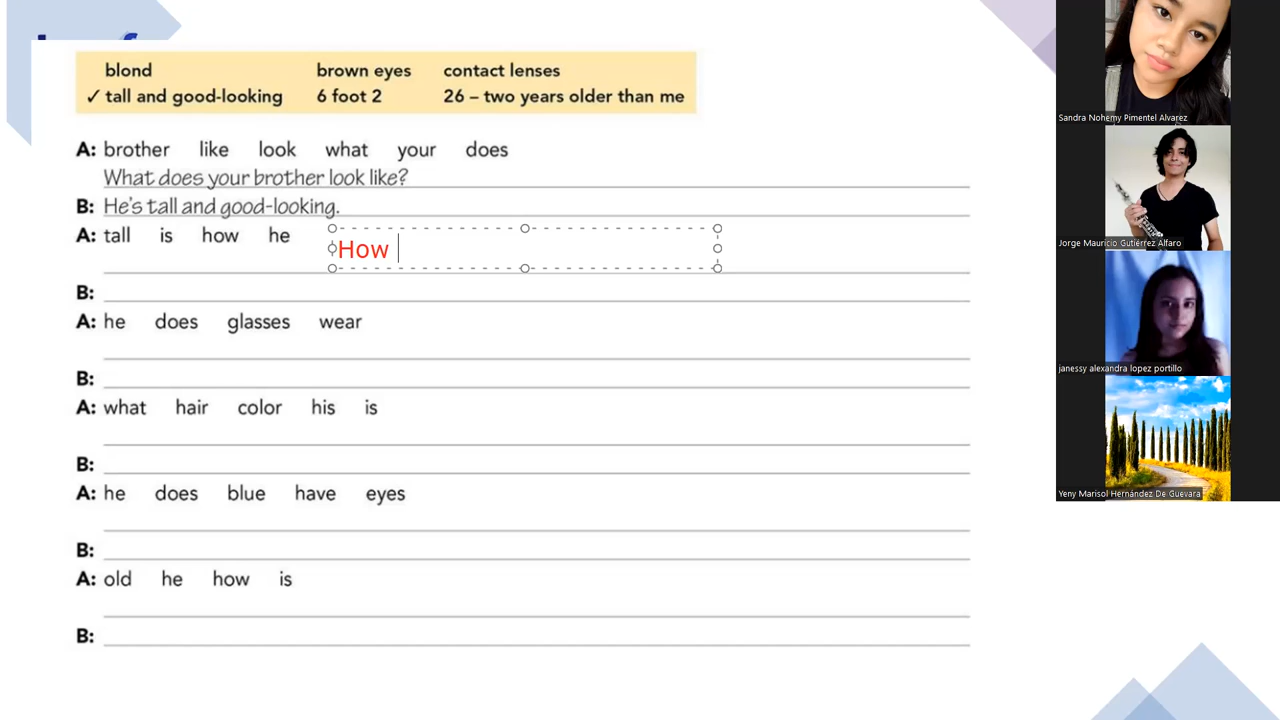 blond brown eyes contact lenses
✓ tall and good-looking 6 foot 2 26 – two years older than me
A: brother like look what your does
What does your brother look like?
B: He's tall and good-looking.
A: tall is how he
How
B:
A: he does glasses wear
B:
A: what hair color his is
B:
A: he does blue have eyes
B:
A: old he how is
B:
Sandra Nohemy Pimentel Alvarez
Jorge Mauricio Gutiérrez Alfaro
janessy alexandra lopez portillo
Yeny Marisol Hernández De Guevara